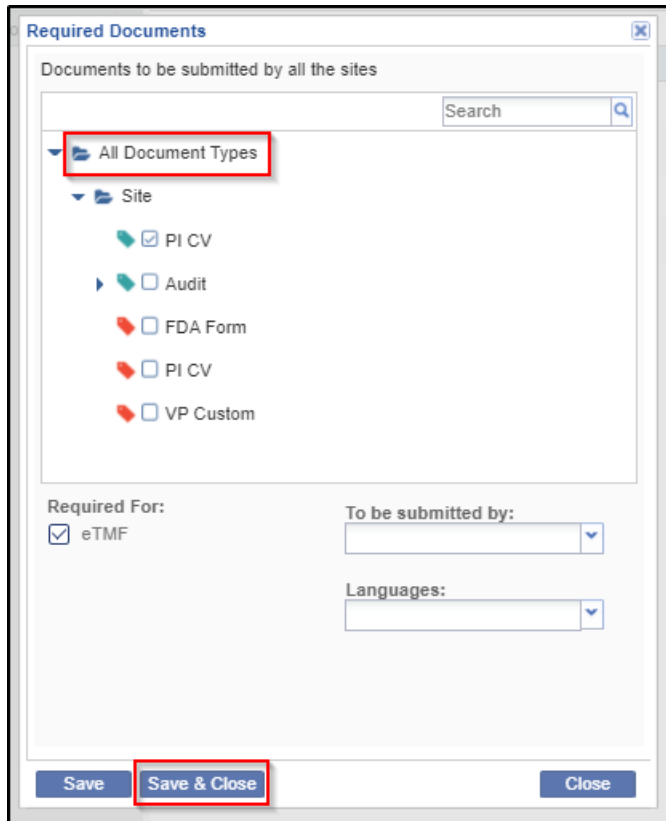 Required Documents
Documents to be submitted by all the sites
Search
All Document Types
Site
PI CV
Audit
FDA Form
PI CV
VP Custom
Required For:
eTMF
To be submitted by:
Languages:
Save
Save & Close
Close